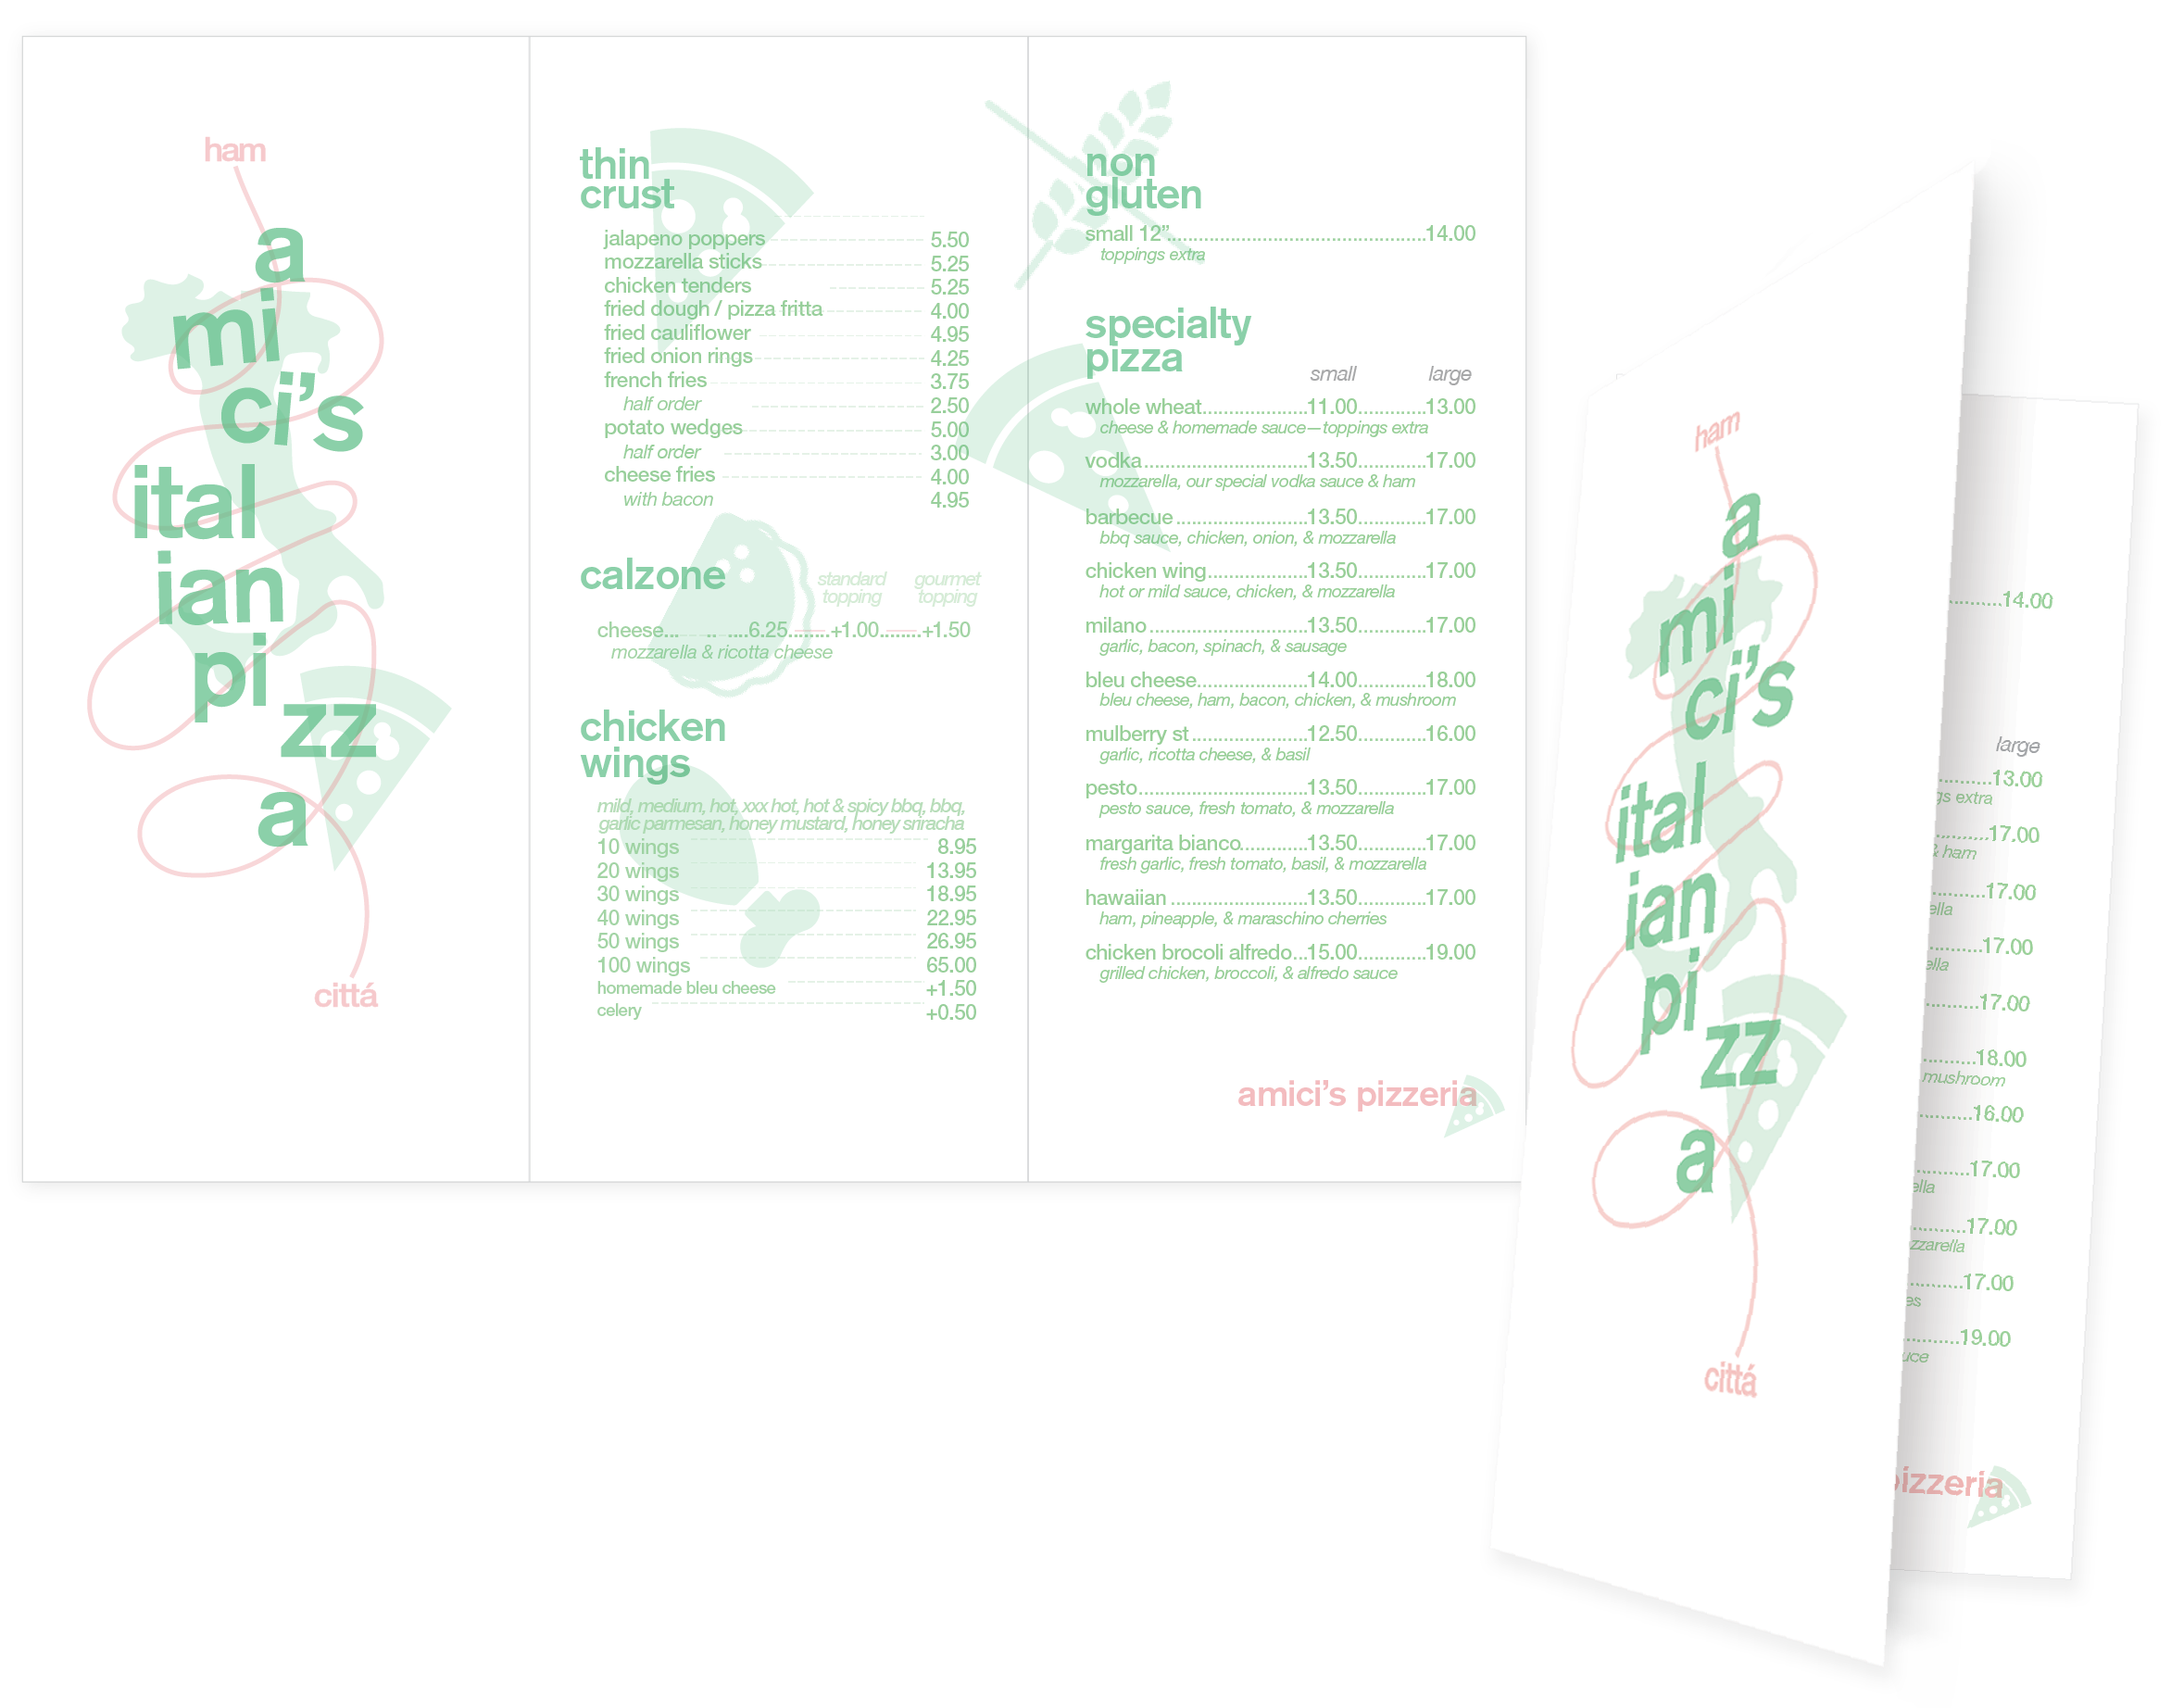 ham
a
mi
ci’s
ital
ian
pi
zz
a
cittá
thin
crust
jalapeno poppers 5.50
mozzarella sticks 5.25
chicken tenders 5.25
fried dough / pizza fritta 4.00
fried cauliflower 4.95
fried onion rings 4.25
french fries 3.75
half order 2.50
potato wedges 5.00
half order 3.00
cheese fries 4.00
with bacon 4.95
calzone
standard gourmet
topping topping
cheese... .. ....6.25........+1.00........+1.50
mozzarella & ricotta cheese
chicken
wings
mild, medium, hot, xxx hot, hot & spicy bbq, bbq,
garlic parmesan, honey mustard, honey sriracha
10 wings 8.95
20 wings 13.95
30 wings 18.95
40 wings 22.95
50 wings 26.95
100 wings 65.00
homemade bleu cheese +1.50
celery +0.50
non
gluten
small 12”..............................................14.00
toppings extra
specialty
pizza
small large
whole wheat....................11.00.............13.00
cheese & homemade sauce—toppings extra
vodka...............................13.50.............17.00
mozzarella, our special vodka sauce & ham
barbecue.........................13.50.............17.00
bbq sauce, chicken, onion, & mozzarella
chicken wing...................13.50.............17.00
hot or mild sauce, chicken, & mozzarella
milano..............................13.50.............17.00
garlic, bacon, spinach, & sausage
bleu cheese.....................14.00.............18.00
bleu cheese, ham, bacon, chicken, & mushroom
mulberry st......................12.50.............16.00
garlic, ricotta cheese, & basil
pesto................................13.50.............17.00
pesto sauce, fresh tomato, & mozzarella
margarita bianco.............13.50.............17.00
fresh garlic, fresh tomato, basil, & mozzarella
hawaiian..........................13.50.............17.00
ham, pineapple, & maraschino cherries
chicken brocoli alfredo...15.00.............19.00
grilled chicken, broccoli, & alfredo sauce
amici’s pizzeria
ham
a
mi
ci’s
ital
ian
pi
zz
a
cittá
..........14.00
large
..........13.00
extra
..........17.00
& ham
..........17.00
..........17.00
..........17.00
..........18.00
mushroom
..........16.00
..........17.00
..........17.00
..........17.00
..........19.00
pizzeria